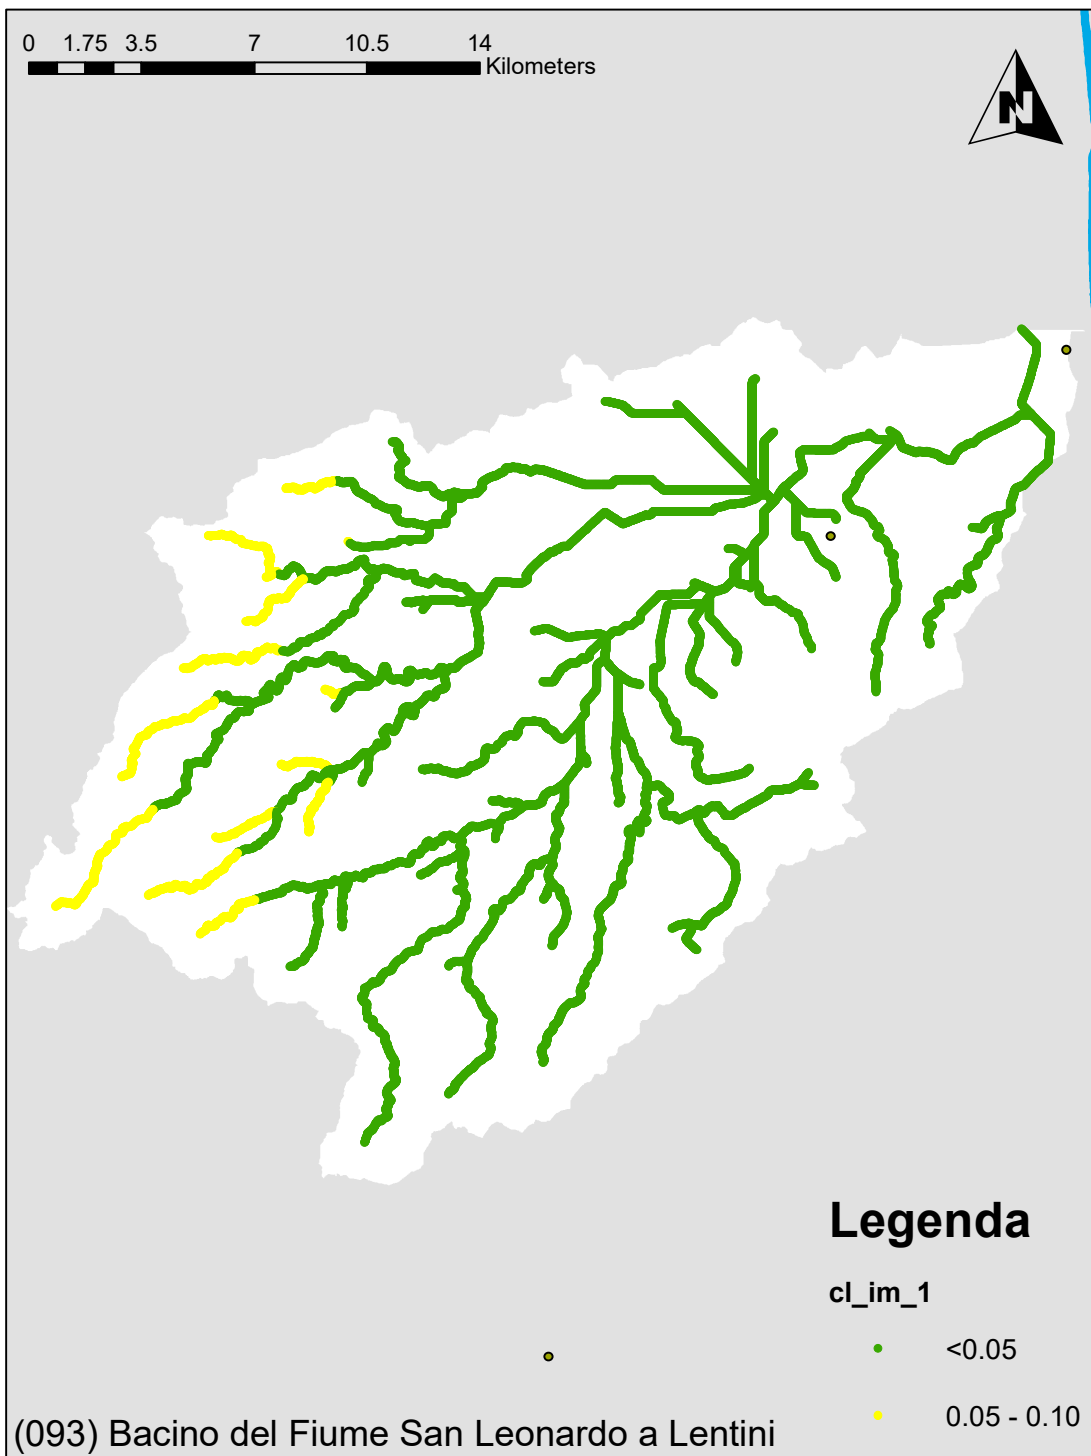 0 1.75 3.5 7 10.5 14
Kilometers
N
Legenda
cl_im_1
<0.05
0.05 - 0.10
(093) Bacino del Fiume San Leonardo a Lentini